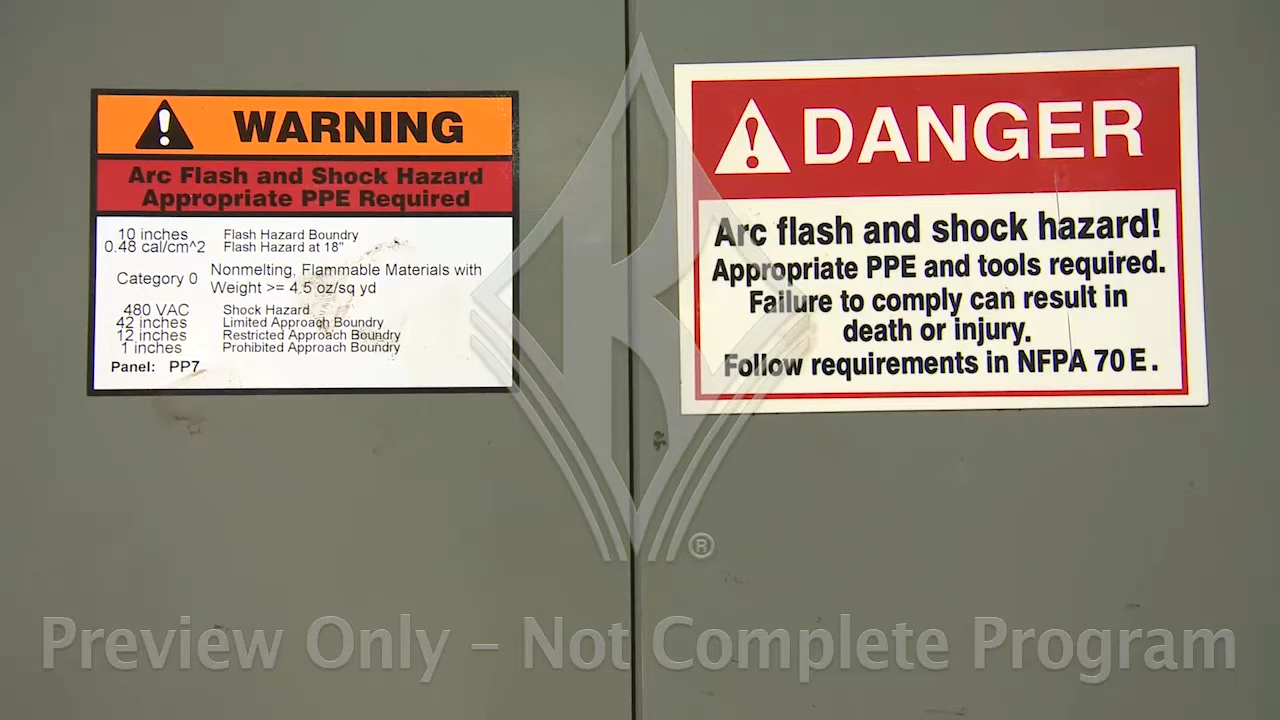 WARNING
Arc Flash and Shock Hazard
Appropriate PPE Required
10 inches Flash Hazard Boundry
0.48 cal/cm^2 Flash Hazard at 18"
Category 0 Nonmelting, Flammable Materials with
Weight >= 4.5 oz/sq yd
480 VAC Shock Hazard
42 inches Limited Approach Boundry
12 inches Restricted Approach Boundry
1 inches Prohibited Approach Boundry
Panel: PP7
DANGER
Arc flash and shock hazard!
Appropriate PPE and tools required.
Failure to comply can result in
death or injury.
Follow requirements in NFPA 70 E.
®
Preview Only – Not Complete Program